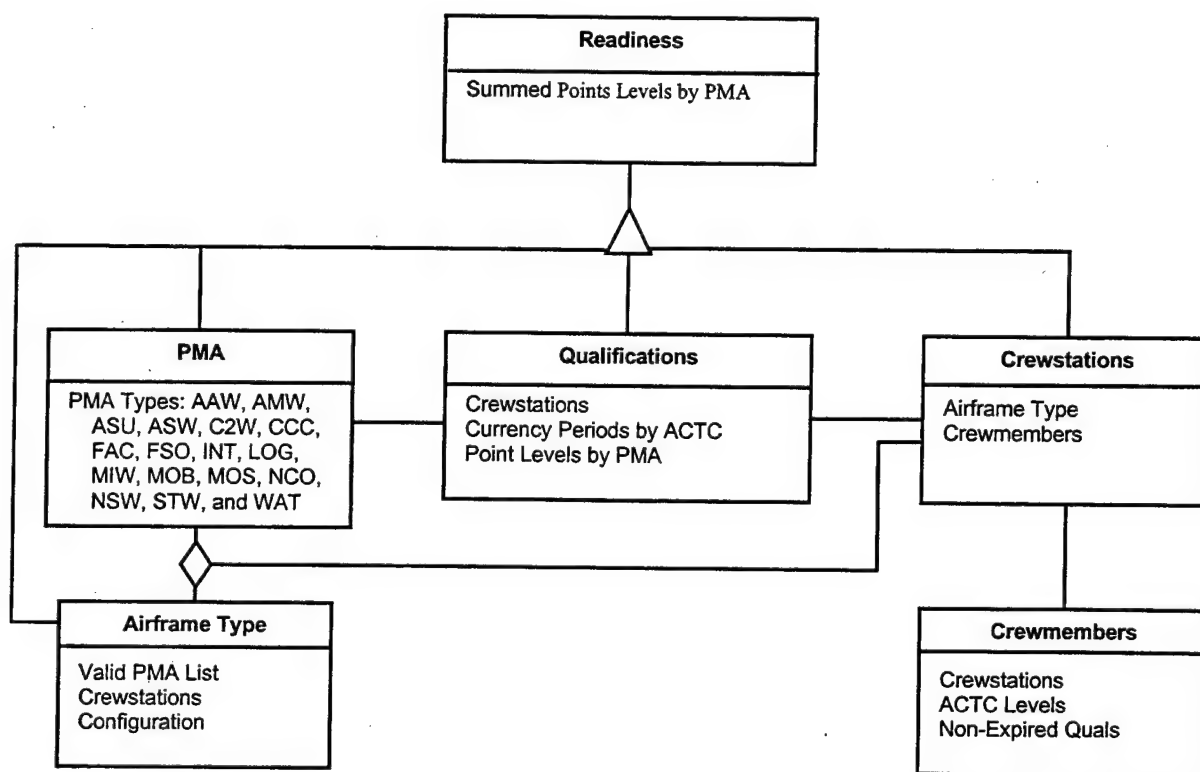 Readiness
Summed Points Levels by PMA
PMA
PMA Types: AAW, AMW,
ASU, ASW, C2W, CCC,
FAC, FSO, INT, LOG,
MIW, MOB, MOS, NCO,
NSW, STW, and WAT
Qualifications
Crewstations
Currency Periods by ACTC
Point Levels by PMA
Crewstations
Airframe Type
Crewmembers
Airframe Type
Valid PMA List
Crewstations
Configuration
Crewmembers
Crewstations
ACTC Levels
Non-Expired Quals